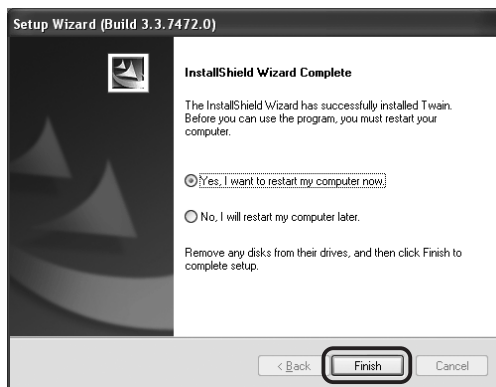 Setup Wizard (Build 3.3.7472.0)
InstallShield Wizard Complete
The InstallShield Wizard has successfully installed Twain.
Before you can use the program, you must restart your
computer.
Yes, I want to restart my computer now.
No, I will restart my computer later.
Remove any disks from their drives, and then click Finish to
complete setup.
< Back Finish Cancel